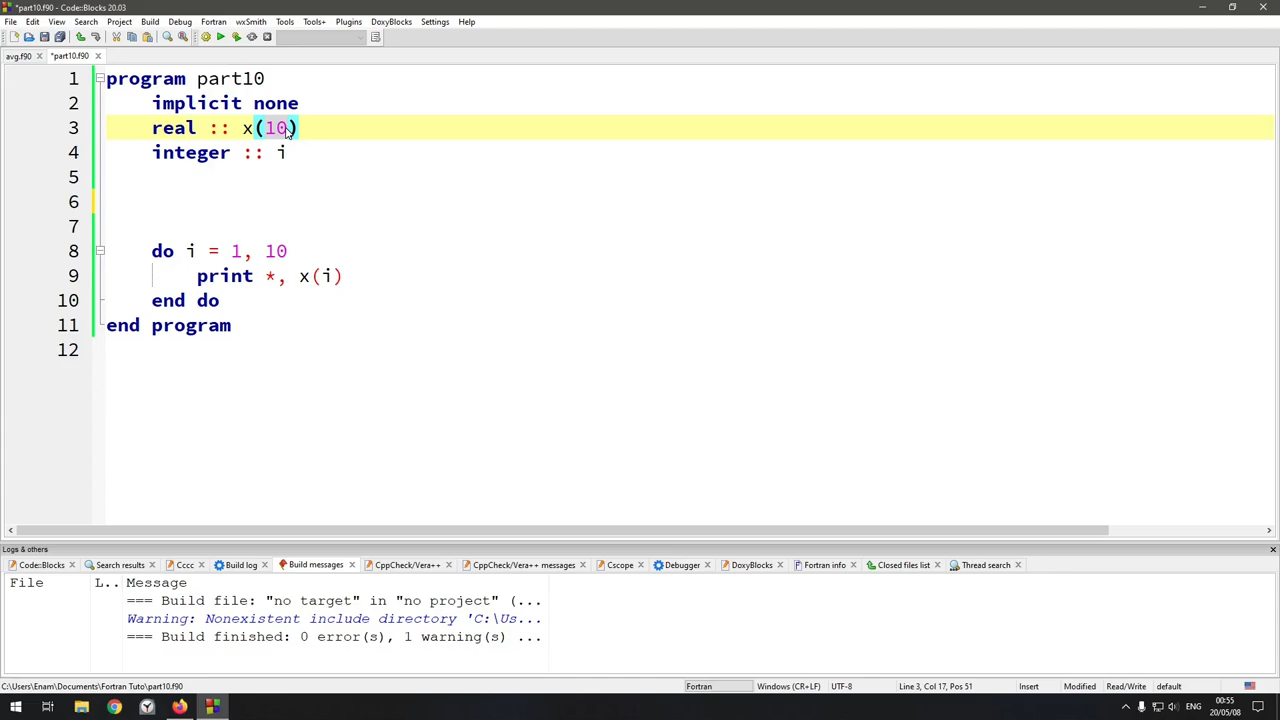 *part10.f90 - Code::Blocks 20.03
File Edit View Search Project Build Debug Fortran wxSmith Tools Tools+ Plugins DoxyBlocks Settings Help
avg.f90 *part10.f90
1 program part10
2 implicit none
3 real :: x(10)
4 integer :: i
5
6
7
8 do i = 1, 10
9 print *, x(i)
10 end do
11 end program
12
Logs & others
Code::Blocks Search results Cccc Build log Build messages CppCheck/Vera++ CppCheck/Vera++ messages Cscope Debugger DoxyBlocks Fortran info Closed files list Thread search
File L.. Message
=== Build file: "no target" in "no project" (...
Warning: Nonexistent include directory 'C:\Us...
=== Build finished: 0 error(s), 1 warning(s) ...
C:\Users\Enam\Documents\Fortran Tuto\part10.f90 Fortran Windows (CR+LF) UTF-8 Line 3, Col 17, Pos 51 Insert Modified Read/Write default
ENG 00:55
20/05/08